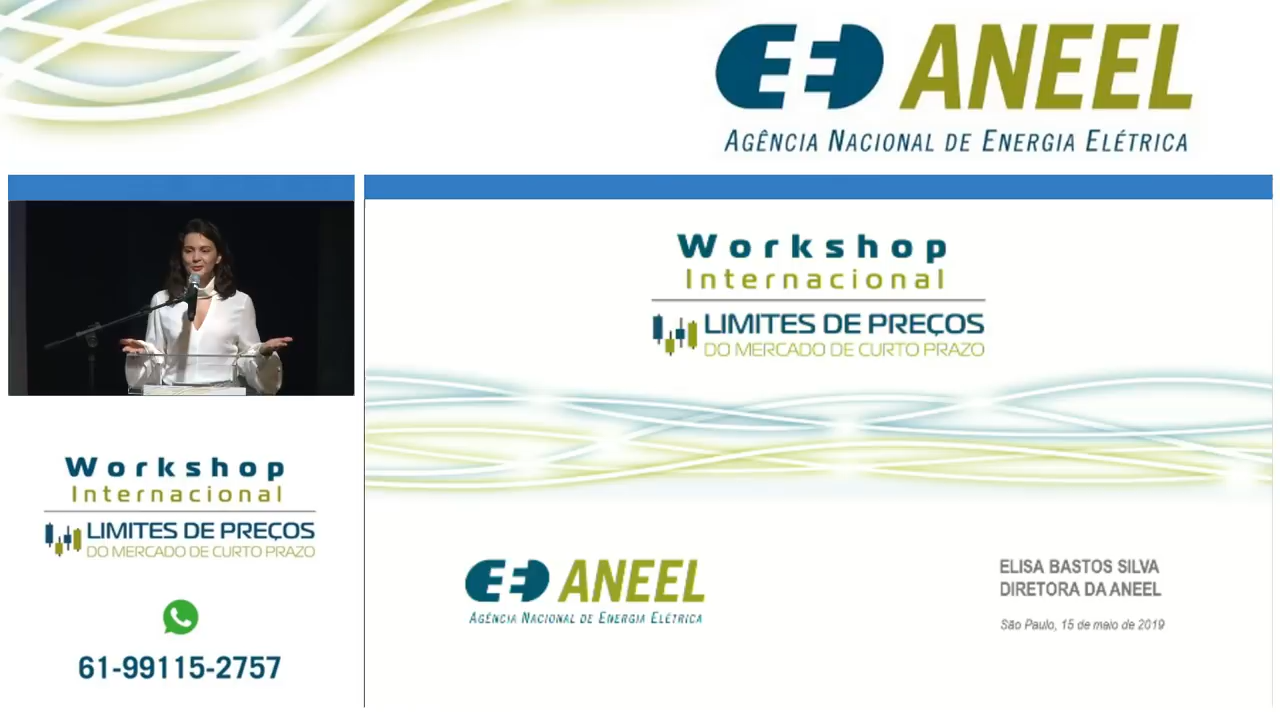 ANEEL
AGÊNCIA NACIONAL DE ENERGIA ELÉTRICA
Workshop
Internacional
LIMITES DE PREÇOS
DO MERCADO DE CURTO PRAZO
61-99115-2757
Workshop
Internacional
LIMITES DE PREÇOS
DO MERCADO DE CURTO PRAZO
ANEEL
AGÊNCIA NACIONAL DE ENERGIA ELÉTRICA
ELISA BASTOS SILVA
DIRETORA DA ANEEL
São Paulo, 15 de maio de 2019